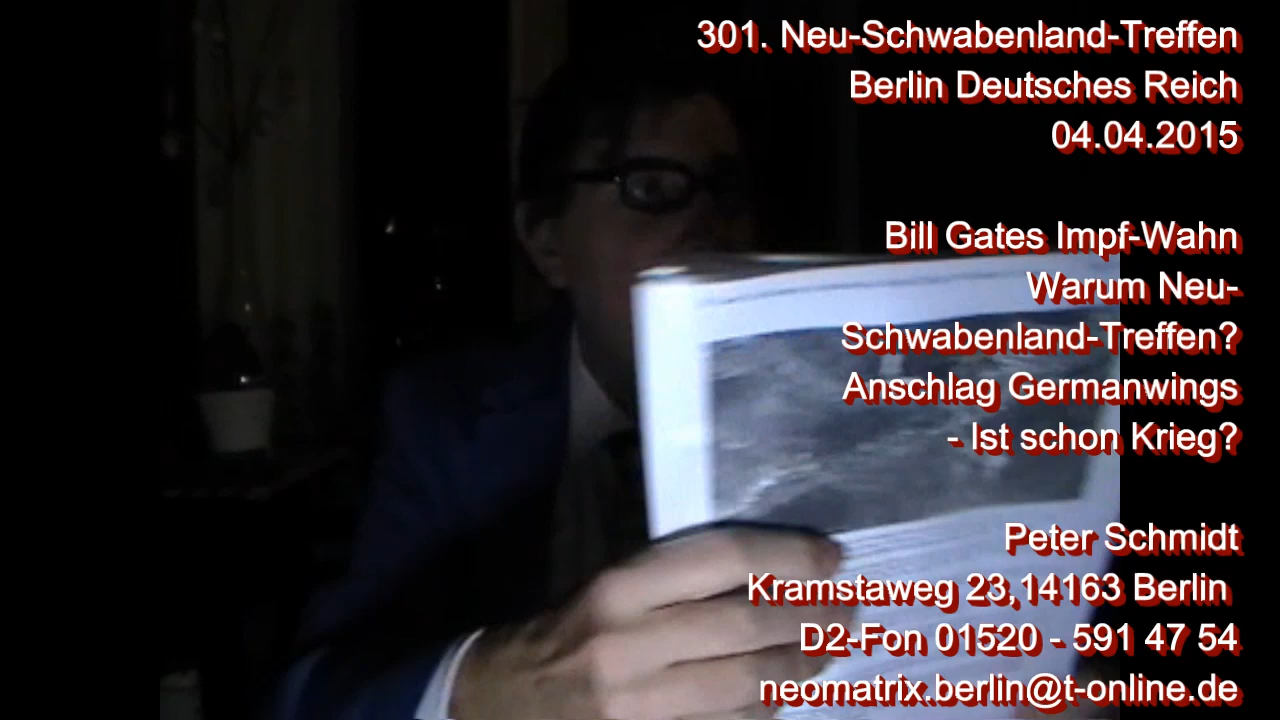 301. Neu-Schwabenland-Treffen
Berlin Deutsches Reich
04.04.2015
Bill Gates Impf-Wahn
Warum Neu-
Schwabenland-Treffen?
Anschlag Germanwings
- Ist schon Krieg?
Peter Schmidt
Kramstaweg 23,14163 Berlin
D2-Fon 01520 - 591 47 54
neomatrix.berlin@t-online.de